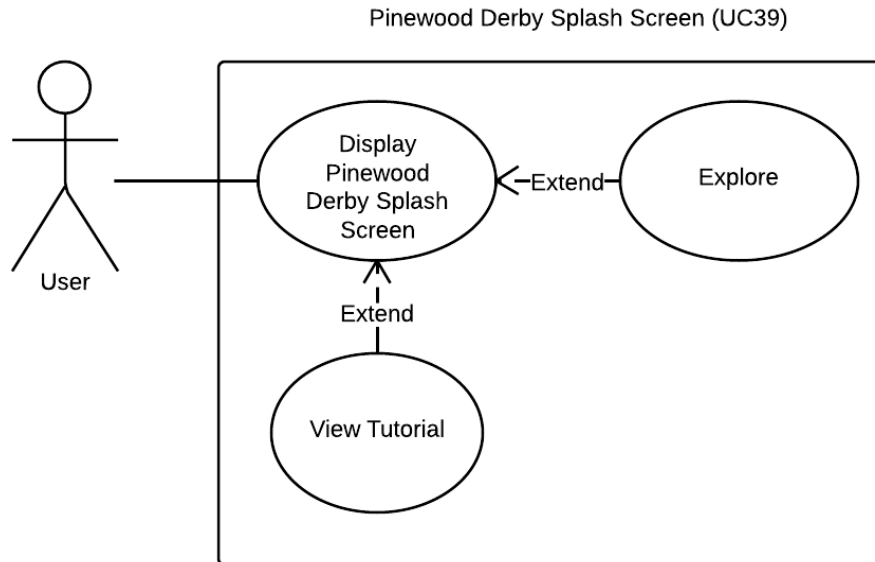 Pinewood Derby Splash Screen (UC39)
Display
Pinewood
Derby Splash
Screen
Extend
Explore
User
Extend
View Tutorial